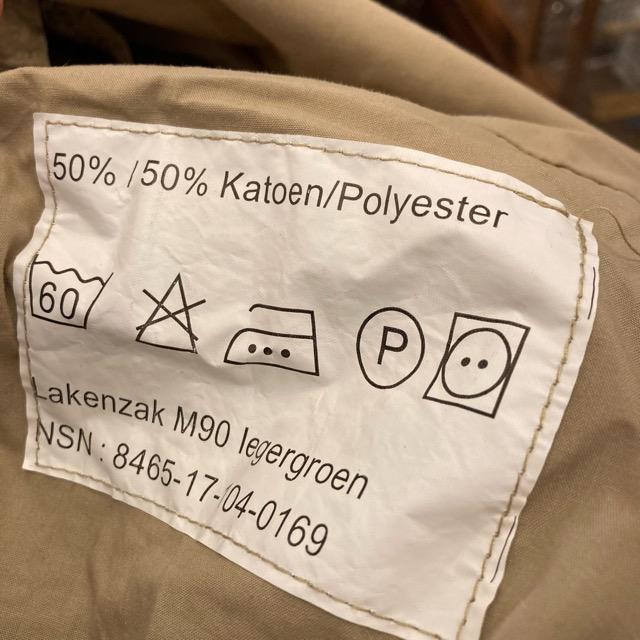 50% /50% Katoen/Polyester
60 P
Lakenzak M90 legergroen
NSN : 8465-17-04-0169